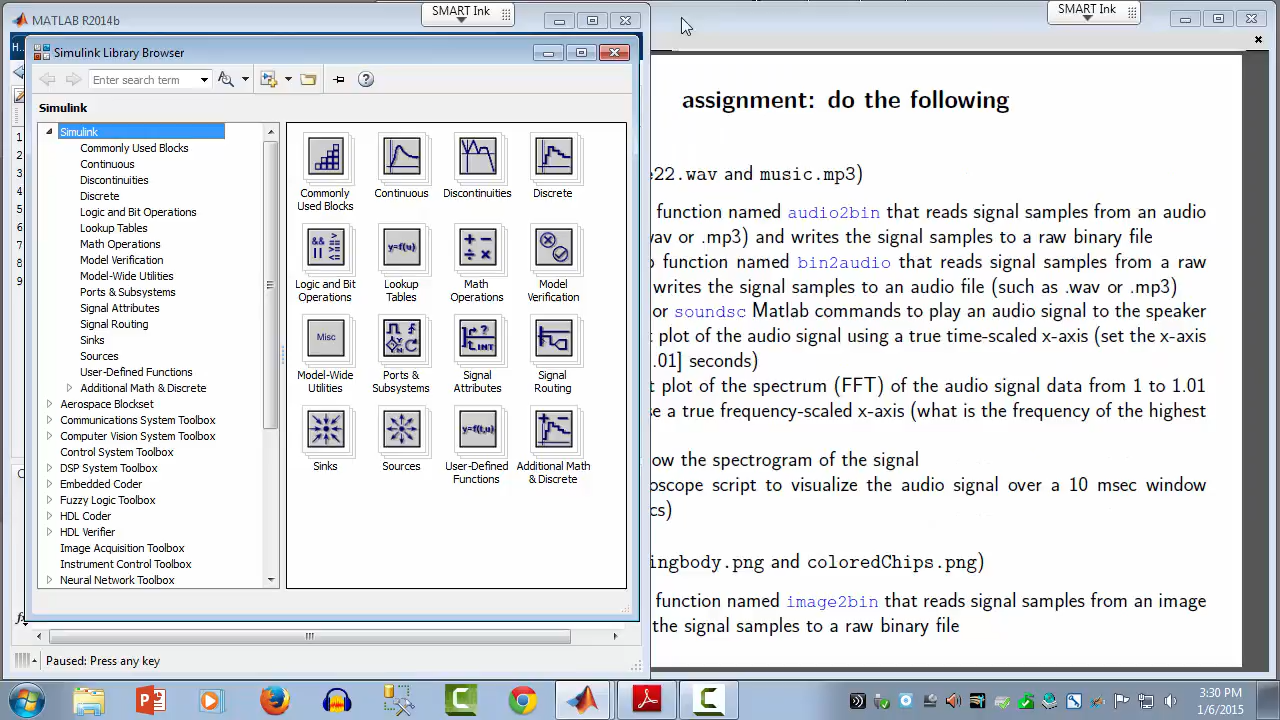 MATLAB R2014b
SMART Ink
SMART Ink
H...
Simulink Library Browser
Enter search term
Simulink
Simulink
Commonly Used Blocks
Continuous
Discontinuities
Discrete
Logic and Bit Operations
Lookup Tables
Math Operations
Model Verification
Model-Wide Utilities
Ports & Subsystems
Signal Attributes
Signal Routing
Sinks
Sources
User-Defined Functions
Additional Math & Discrete
Aerospace Blockset
Communications System Toolbox
Computer Vision System Toolbox
Control System Toolbox
DSP System Toolbox
Embedded Coder
Fuzzy Logic Toolbox
HDL Coder
HDL Verifier
Image Acquisition Toolbox
Instrument Control Toolbox
Neural Network Toolbox
Commonly
Used Blocks
Continuous
Discontinuities
Discrete
Logic and Bit
Operations
y=f(u)
Lookup
Tables
Math
Operations
Model
Verification
Misc
Model-Wide
Utilities
Ports &
Subsystems
Signal
Attributes
Signal
Routing
Sinks
Sources
y=f(t,u)
User-Defined
Functions
Additional Math
& Discrete
1
2
3
4
5
6
7
8
9
Paused: Press any key
assignment: do the following
e22.wav and music.mp3)
function named audio2bin that reads signal samples from an audio
wav or .mp3) and writes the signal samples to a raw binary file
function named bin2audio that reads signal samples from a raw
writes the signal samples to an audio file (such as .wav or .mp3)
or soundsc Matlab commands to play an audio signal to the speaker
plot of the audio signal using a true time-scaled x-axis (set the x-axis
.01] seconds)
t plot of the spectrum (FFT) of the audio signal data from 1 to 1.01
e a true frequency-scaled x-axis (what is the frequency of the highest
ow the spectrogram of the signal
oscope script to visualize the audio signal over a 10 msec window
cs)
ingbody.png and coloredChips.png)
function named image2bin that reads signal samples from an image
the signal samples to a raw binary file
3:30 PM
1/6/2015